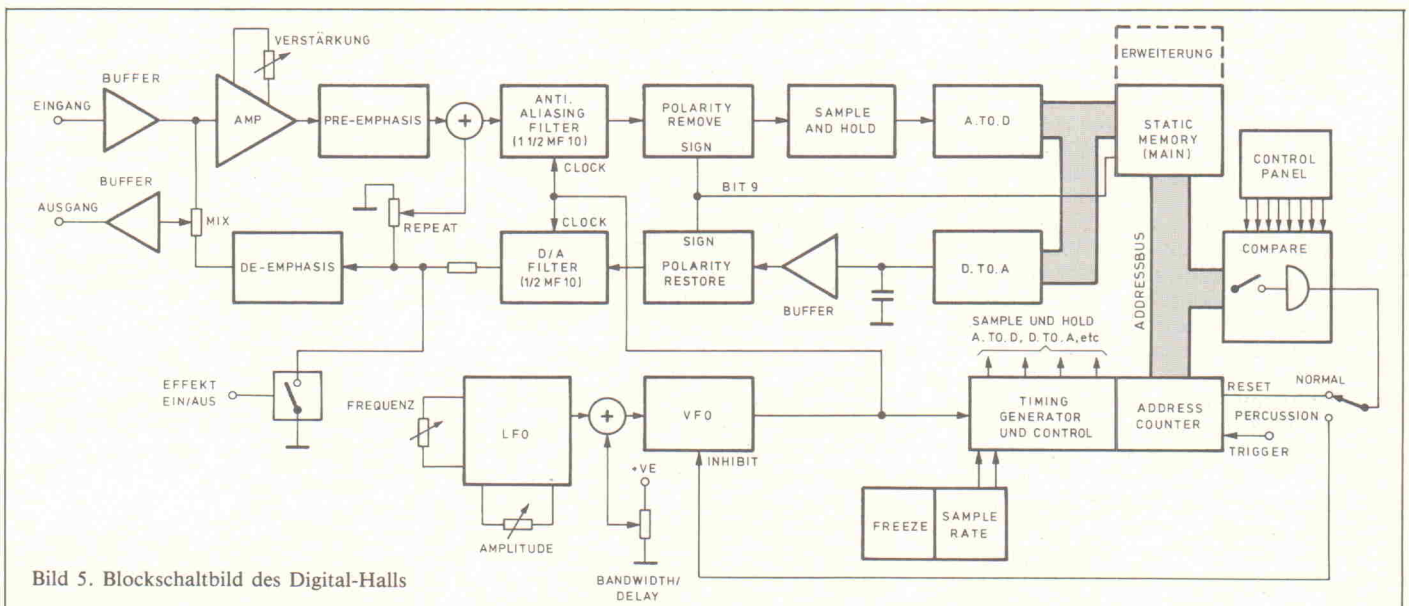 VERSTÄRKUNG
BUFFER
EINGANG
AMP
PRE-EMPHASIS
+
ANTI.
ALIASING
FILTER
(1 1/2 MF 10)
POLARITY
REMOVE
SIGN
SAMPLE
AND HOLD
A.TO.D
ERWEITERUNG
STATIC
MEMORY
(MAIN)
CONTROL
PANEL
CLOCK
BIT 9
BUFFER
AUSGANG
MIX
REPEAT
CLOCK
DE-EMPHASIS
D/A
FILTER
(1/2 MF10)
SIGN
POLARITY
RESTORE
BUFFER
D.TO.A
ADDRESSBUS
COMPARE
SAMPLE UND HOLD
A.TO.D, D.TO.A, etc
EFFEKT
EIN/AUS
FREQUENZ
LFO
+
VFO
INHIBIT
TIMING
GENERATOR
UND CONTROL
ADDRESS
COUNTER
RESET
NORMAL
PERCUSSION
TRIGGER
+VE
AMPLITUDE
BANDWIDTH/
DELAY
FREEZE
SAMPLE
RATE
Bild 5. Blockschaltbild des Digital-Halls